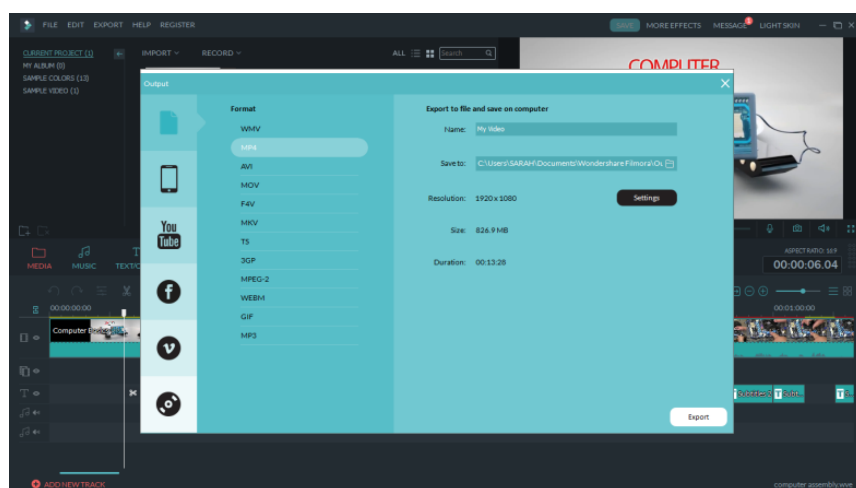 FILE EDIT EXPORT HELP REGISTER
SAVE MORE EFFECTS MESSAGE LIGHT SKIN
CURRENT PROJECT (1)
MY ALBUM (0)
SAMPLE COLORS (13)
SAMPLE VIDEO (1)
IMPORT RECORD ALL Search
COMPUTER
Output
Format
WMV
MP4
AVI
MOV
F4V
MKV
TS
3GP
MPEG-2
WEBM
GIF
MP3
You
Tube
Export to file and save on computer
Name: My Video
Save to: C:\Users\SARAH\Documents\Wondershare Filmora\Ou
Resolution: 1920 x 1080
Settings
Size: 826.9 MB
Duration: 00:13:28
Export
MEDIA MUSIC TEXT/C
ASPECT RATIO: 16:9
00:00:06.04
00:00:00:00
00:01:00:00
Computer
T
Subtitles
T
T
ADD NEW TRACK
computer assembly.wve